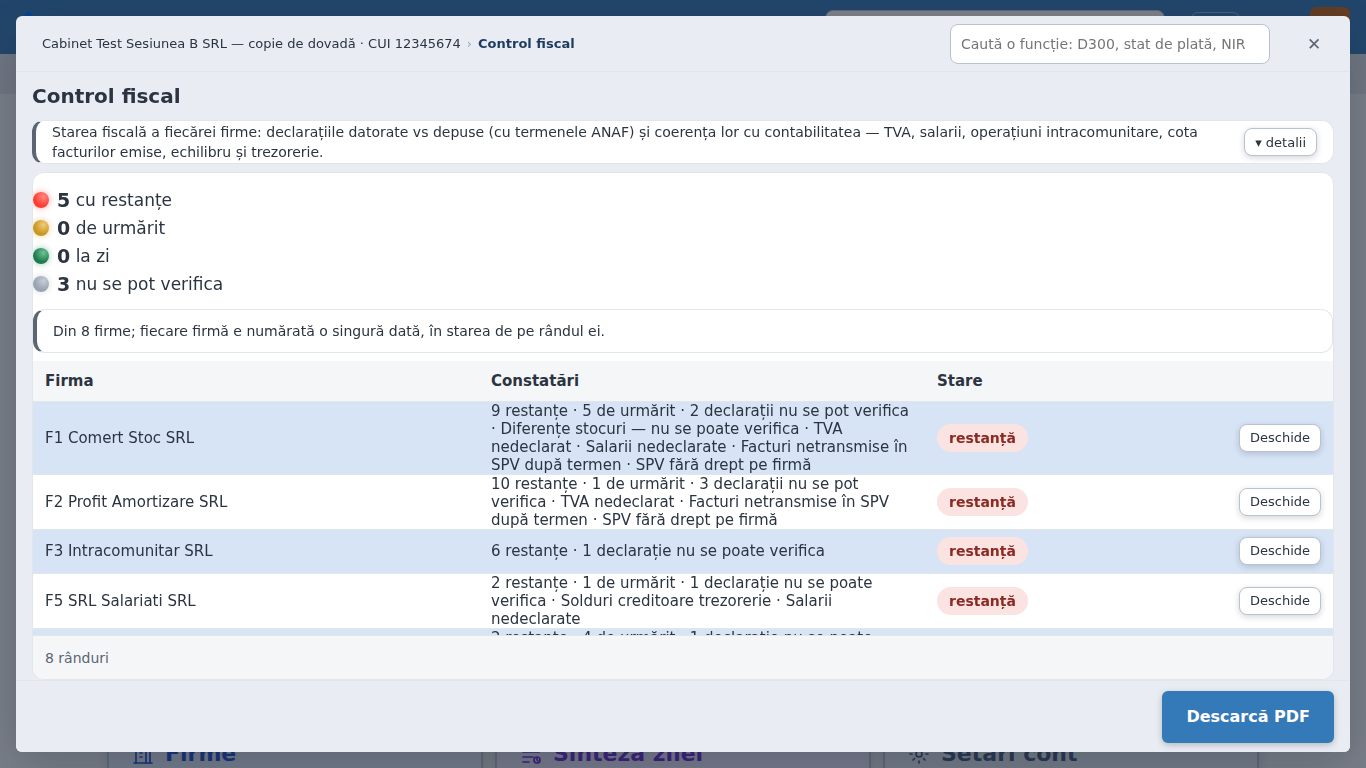 Cabinet Test Sesiunea B SRL — copie de dovadă · CUI 12345674 › Control fiscal
Caută o funcție: D300, stat de plată, NIR
✕
Control fiscal
Starea fiscală a fiecărei firme: declarațiile datorate vs depuse (cu termenele ANAF) și coerența lor cu contabilitatea — TVA, salarii, operațiuni intracomunitare, cota
facturilor emise, echilibru și trezorerie.
▾ detalii
5 cu restanțe
0 de urmărit
0 la zi
3 nu se pot verifica
Din 8 firme; fiecare firmă e numărată o singură dată, în starea de pe rândul ei.
Firma Constatări Stare
F1 Comert Stoc SRL
9 restanțe · 5 de urmărit · 2 declarații nu se pot verifica
· Diferențe stocuri — nu se poate verifica · TVA
nedeclarat · Salarii nedeclarate · Facturi netransmise în
SPV după termen · SPV fără drept pe firmă
restanță
Deschide
F2 Profit Amortizare SRL
10 restanțe · 1 de urmărit · 3 declarații nu se pot
verifica · TVA nedeclarat · Facturi netransmise în SPV
după termen · SPV fără drept pe firmă
restanță
Deschide
F3 Intracomunitar SRL
6 restanțe · 1 declarație nu se poate verifica
restanță
Deschide
F5 SRL Salariati SRL
2 restanțe · 1 de urmărit · 1 declarație nu se poate
verifica · Solduri creditoare trezorerie · Salarii
nedeclarate
restanță
Deschide
8 rânduri
Descarcă PDF
Firme
Sinteza zilei
Setări cont